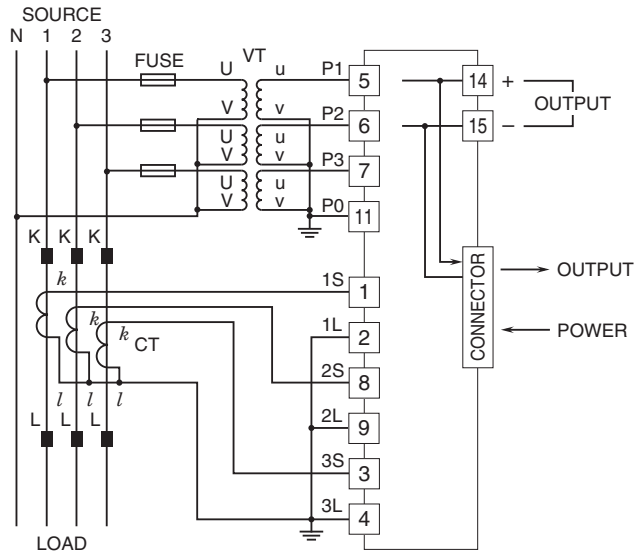 SOURCE
N 1 2 3
FUSE
VT
U u P1 5 14 +
V v
OUTPUT
P2 6 15 −
U u
V v
P3 7
U u
V v P0 11
K K K
k
1S 1
CONNECTOR
OUTPUT
k
1L 2
POWER
k CT
2S 8
l l l
L L L
2L 9
3S 3
3L 4
LOAD